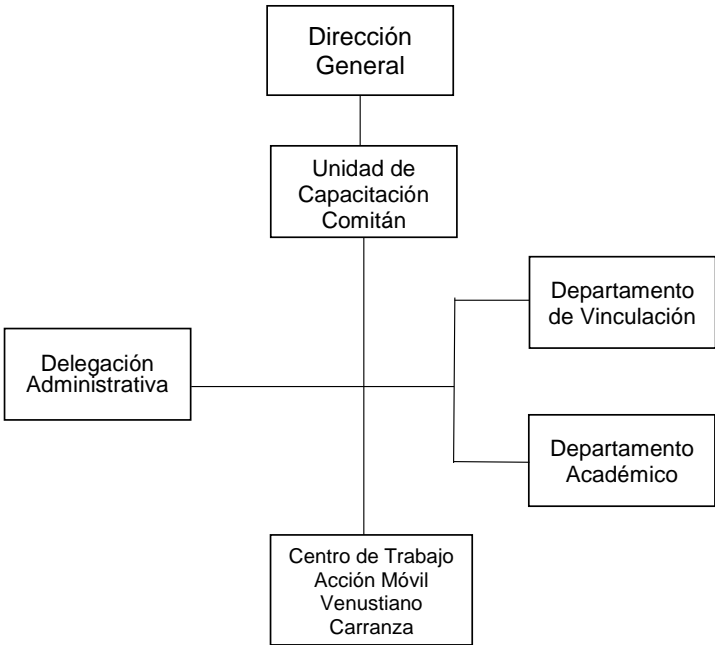 Dirección
General
Unidad de
Capacitación
Comitán
Departamento
de Vinculación
Delegación
Administrativa
Departamento
Académico
Centro de Trabajo
Acción Móvil
Venustiano
Carranza